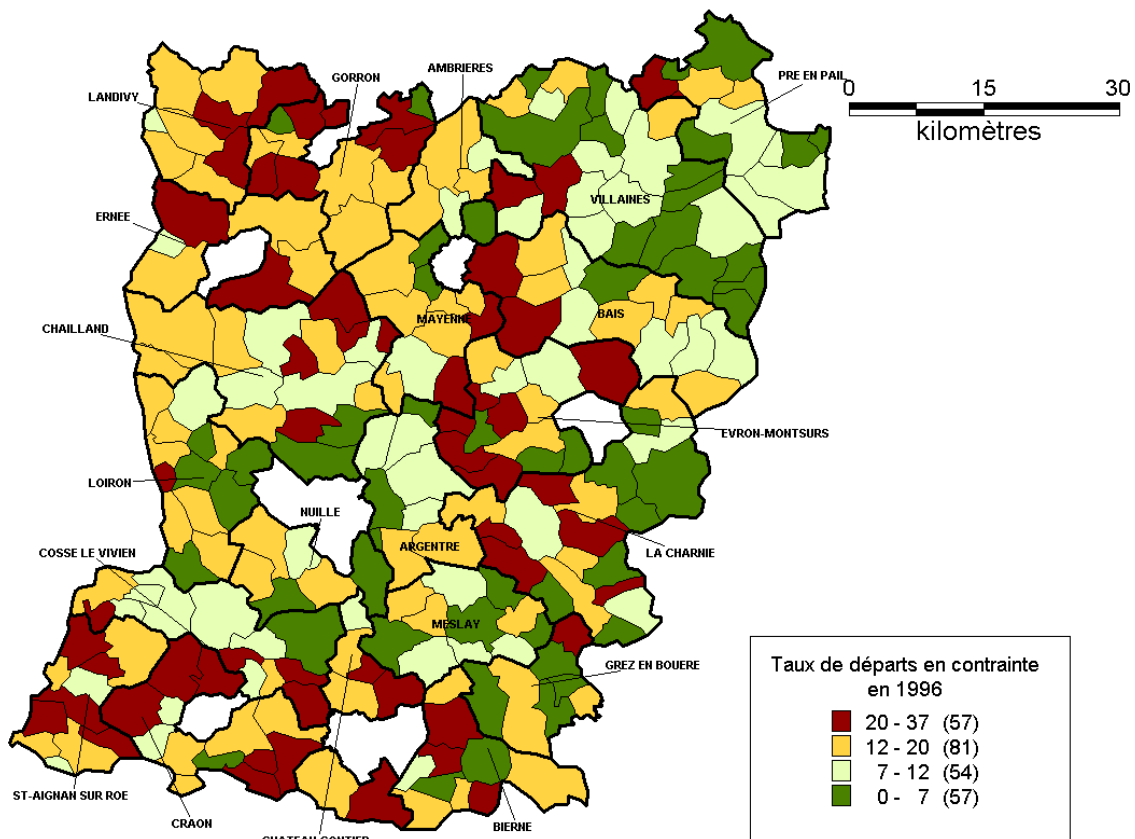 AMBRIERES
GORRON
PRE EN PAIL
LANDIVY
0 15 30
kilomètres
VILLAINES
ERNEE
CHAILLAND
MAYENNE
BAIS
EVRON-MONTSURS
LOIRON
NUILLE
ARGENTRE
LA CHARNIE
COSSE LE VIVIEN
MESLAY
GREZ EN BOUERE
Taux de départs en contrainte
en 1996
20 - 37 (57)
12 - 20 (81)
7 - 12 (54)
0 - 7 (57)
ST-AIGNAN SUR ROE
CRAON
BIERNE
CHATEAU GONTIER